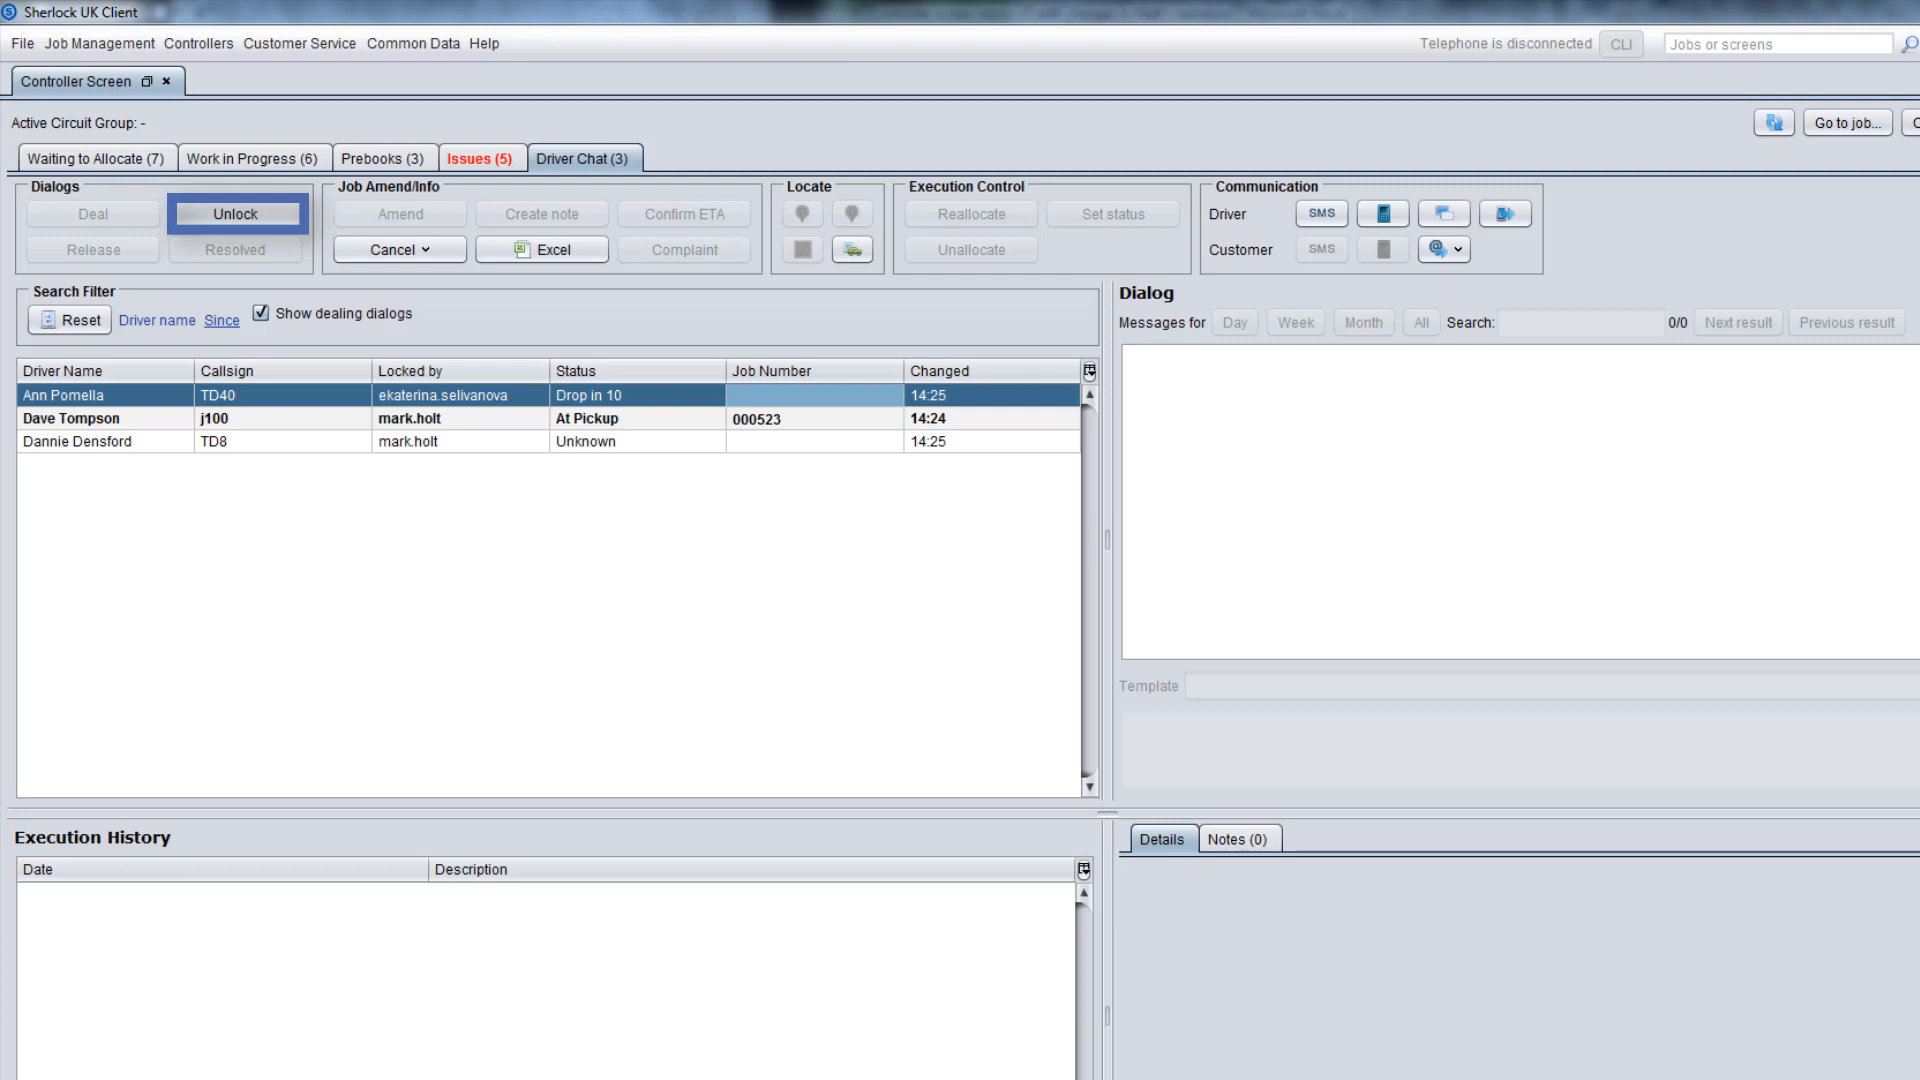 Sherlock UK Client
File Job Management Controllers Customer Service Common Data Help
Telephone is disconnected CLI Jobs or screens
Controller Screen
Active Circuit Group: -
Go to job...
Waiting to Allocate (7) Work in Progress (6) Prebooks (3) Issues (5) Driver Chat (3)
Dialogs Job Amend/Info Locate Execution Control Communication
Deal Unlock Amend Create note Confirm ETA Reallocate Set status Driver SMS
Release Resolved Cancel Excel Complaint Unallocate Customer SMS
Search Filter
Reset Driver name Since Show dealing dialogs
Dialog
Messages for Day Week Month All Search: 0/0 Next result Previous result
Driver Name Callsign Locked by Status Job Number Changed
Ann Pomella TD40 ekaterina.selivanova Drop in 10 14:25
Dave Tompson j100 mark.holt At Pickup 000523 14:24
Dannie Densford TD8 mark.holt Unknown 14:25
Template
Execution History
Date Description
Details Notes (0)